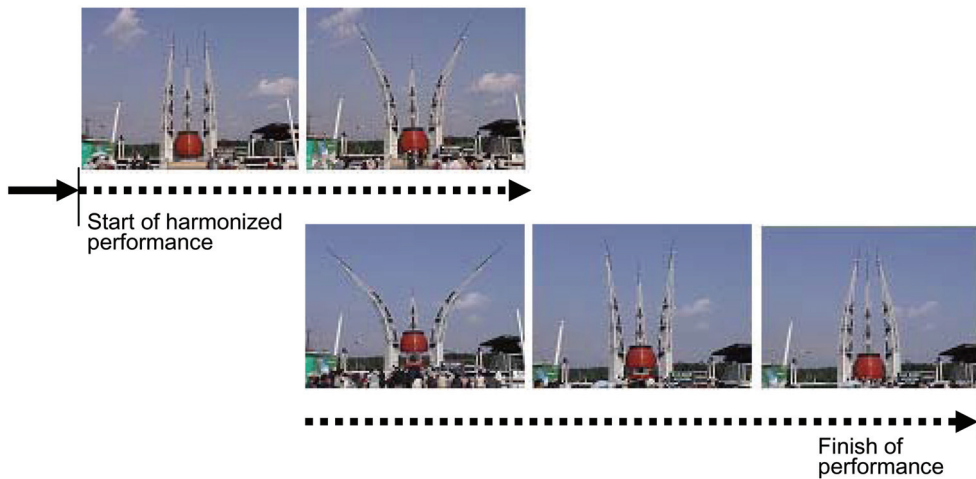 Start of harmonized
performance
Finish of
performance